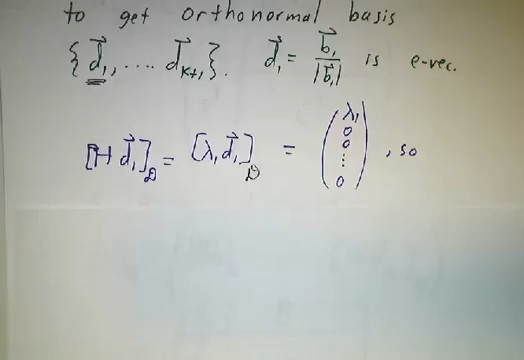 to get orthonormal basis
{d⃗₁, .... d⃗ₖ₊₁}. d⃗₁ = b⃗₁/|b⃗₁| is e-vec.
[H d⃗₁]_D = [λ₁d⃗₁]_D = (λ₁ 0 0 ⋮ 0), so